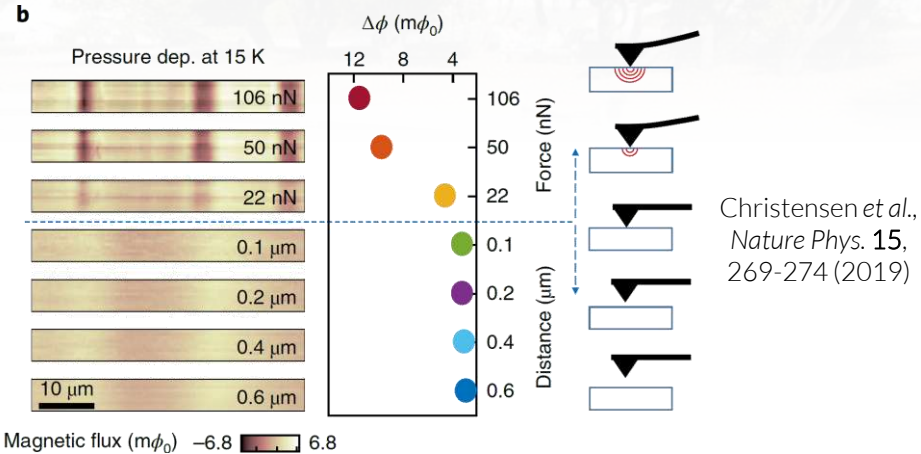 b
Δϕ (mϕ₀)
Pressure dep. at 15 K
12 8 4
106 nN
106
50 nN
50
22 nN
22
Force (nN)
0.1 μm
0.1
0.2 μm
0.2
0.4 μm
0.4
10 μm
0.6 μm
0.6
Distance (μm)
Magnetic flux (mϕ₀) −6.8 6.8
Christensen et al.,
Nature Phys. 15,
269-274 (2019)